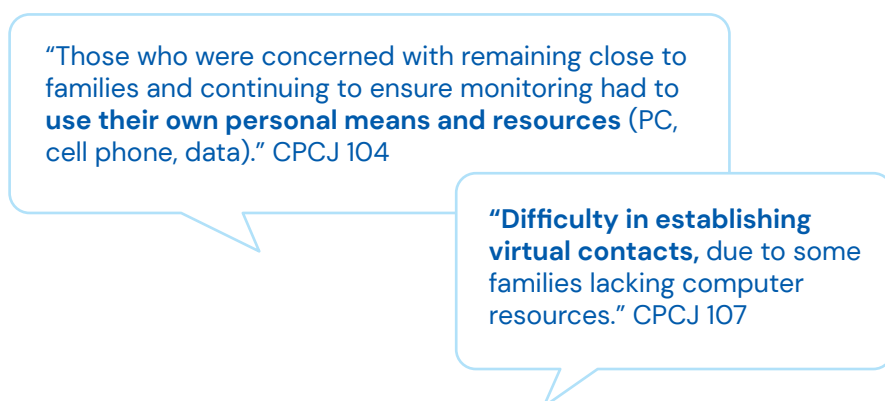 “Those who were concerned with remaining close to
families and continuing to ensure monitoring had to
use their own personal means and resources (PC,
cell phone, data).” CPCJ 104
“Difficulty in establishing
virtual contacts, due to some
families lacking computer
resources.” CPCJ 107